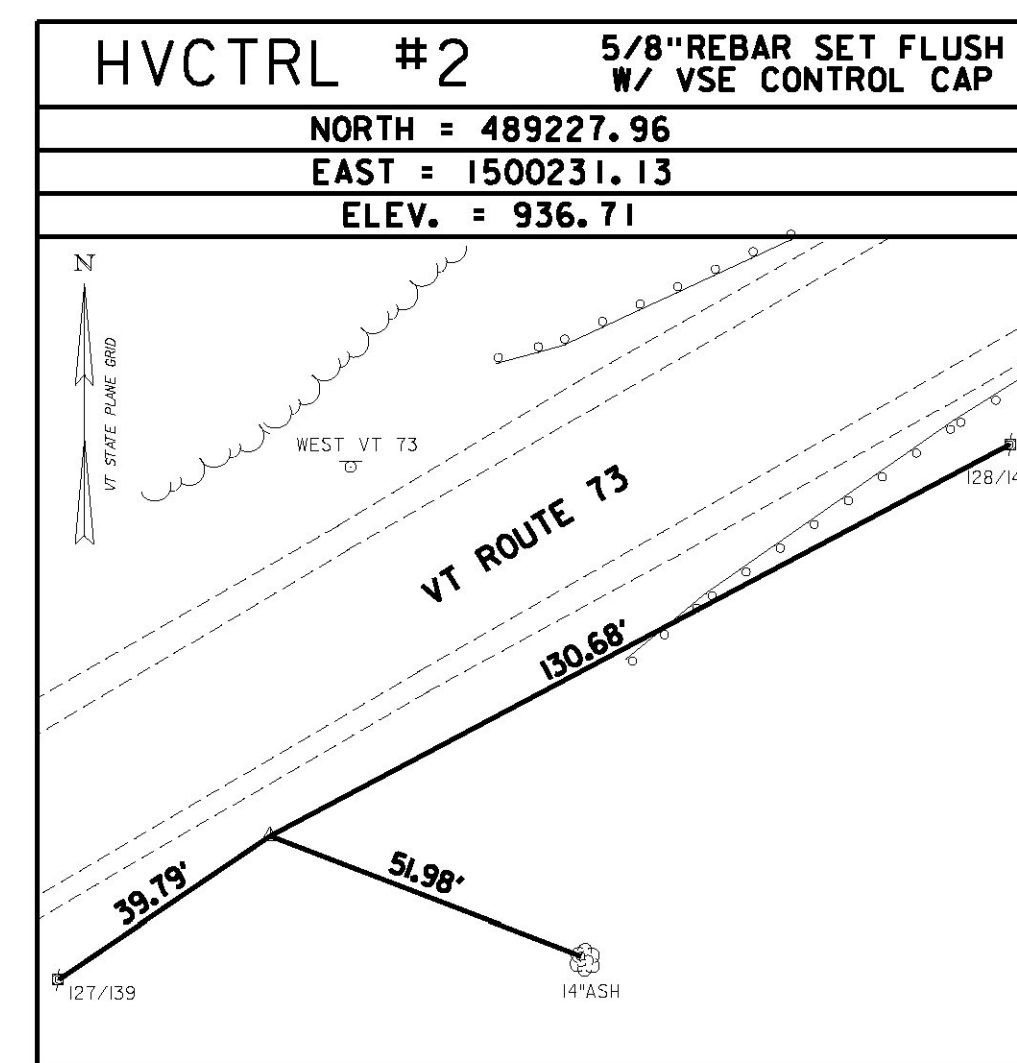 HVCTRL #2
5/8"REBAR SET FLUSH
W/ VSE CONTROL CAP
NORTH = 489227.96
EAST = 1500231.13
ELEV. = 936.71
N
VT STATE PLANE GRID
WEST VT 73
128/14
VT ROUTE 73
130.68'
39.79'
51.98'
127/139
14"ASH